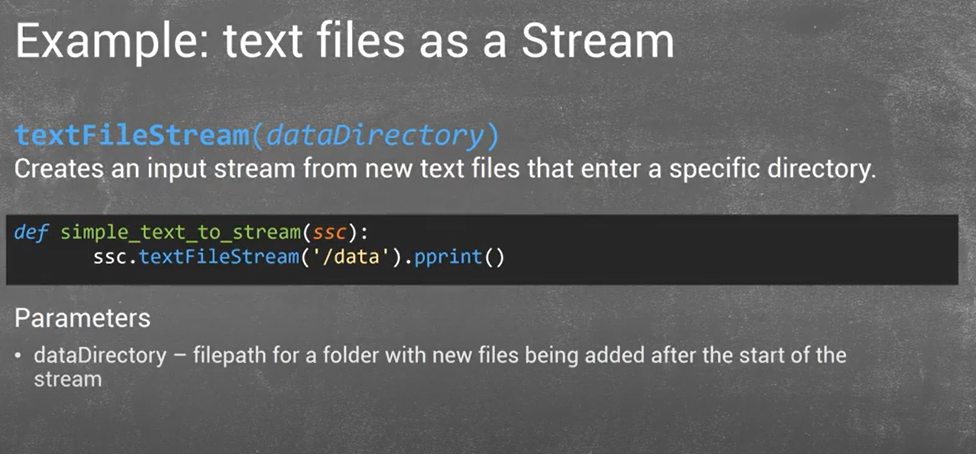 Example: text files as a Stream
textFileStream(dataDirectory)
Creates an input stream from new text files that enter a specific directory.
def simple_text_to_stream(ssc):
ssc.textFileStream('/data').pprint()
Parameters
• dataDirectory – filepath for a folder with new files being added after the start of the
stream